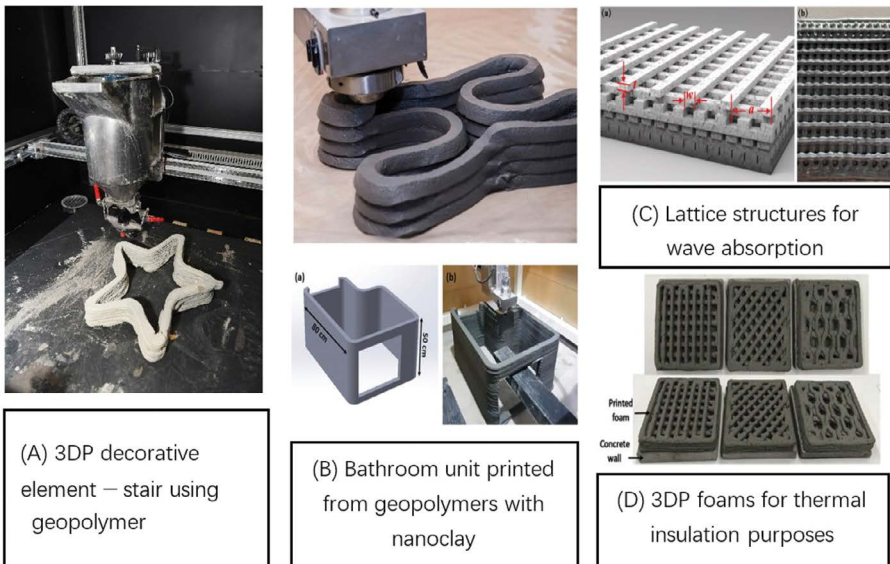 (A) 3DP decorative
element – stair using
geopolymer
(a)
80 cm
50 cm
(b)
(B) Bathroom unit printed
from geopolymers with
nanoclay
(a)
t
w
a
(b)
(C) Lattice structures for
wave absorption
Printed
foam
Concrete
wall
(D) 3DP foams for thermal
insulation purposes